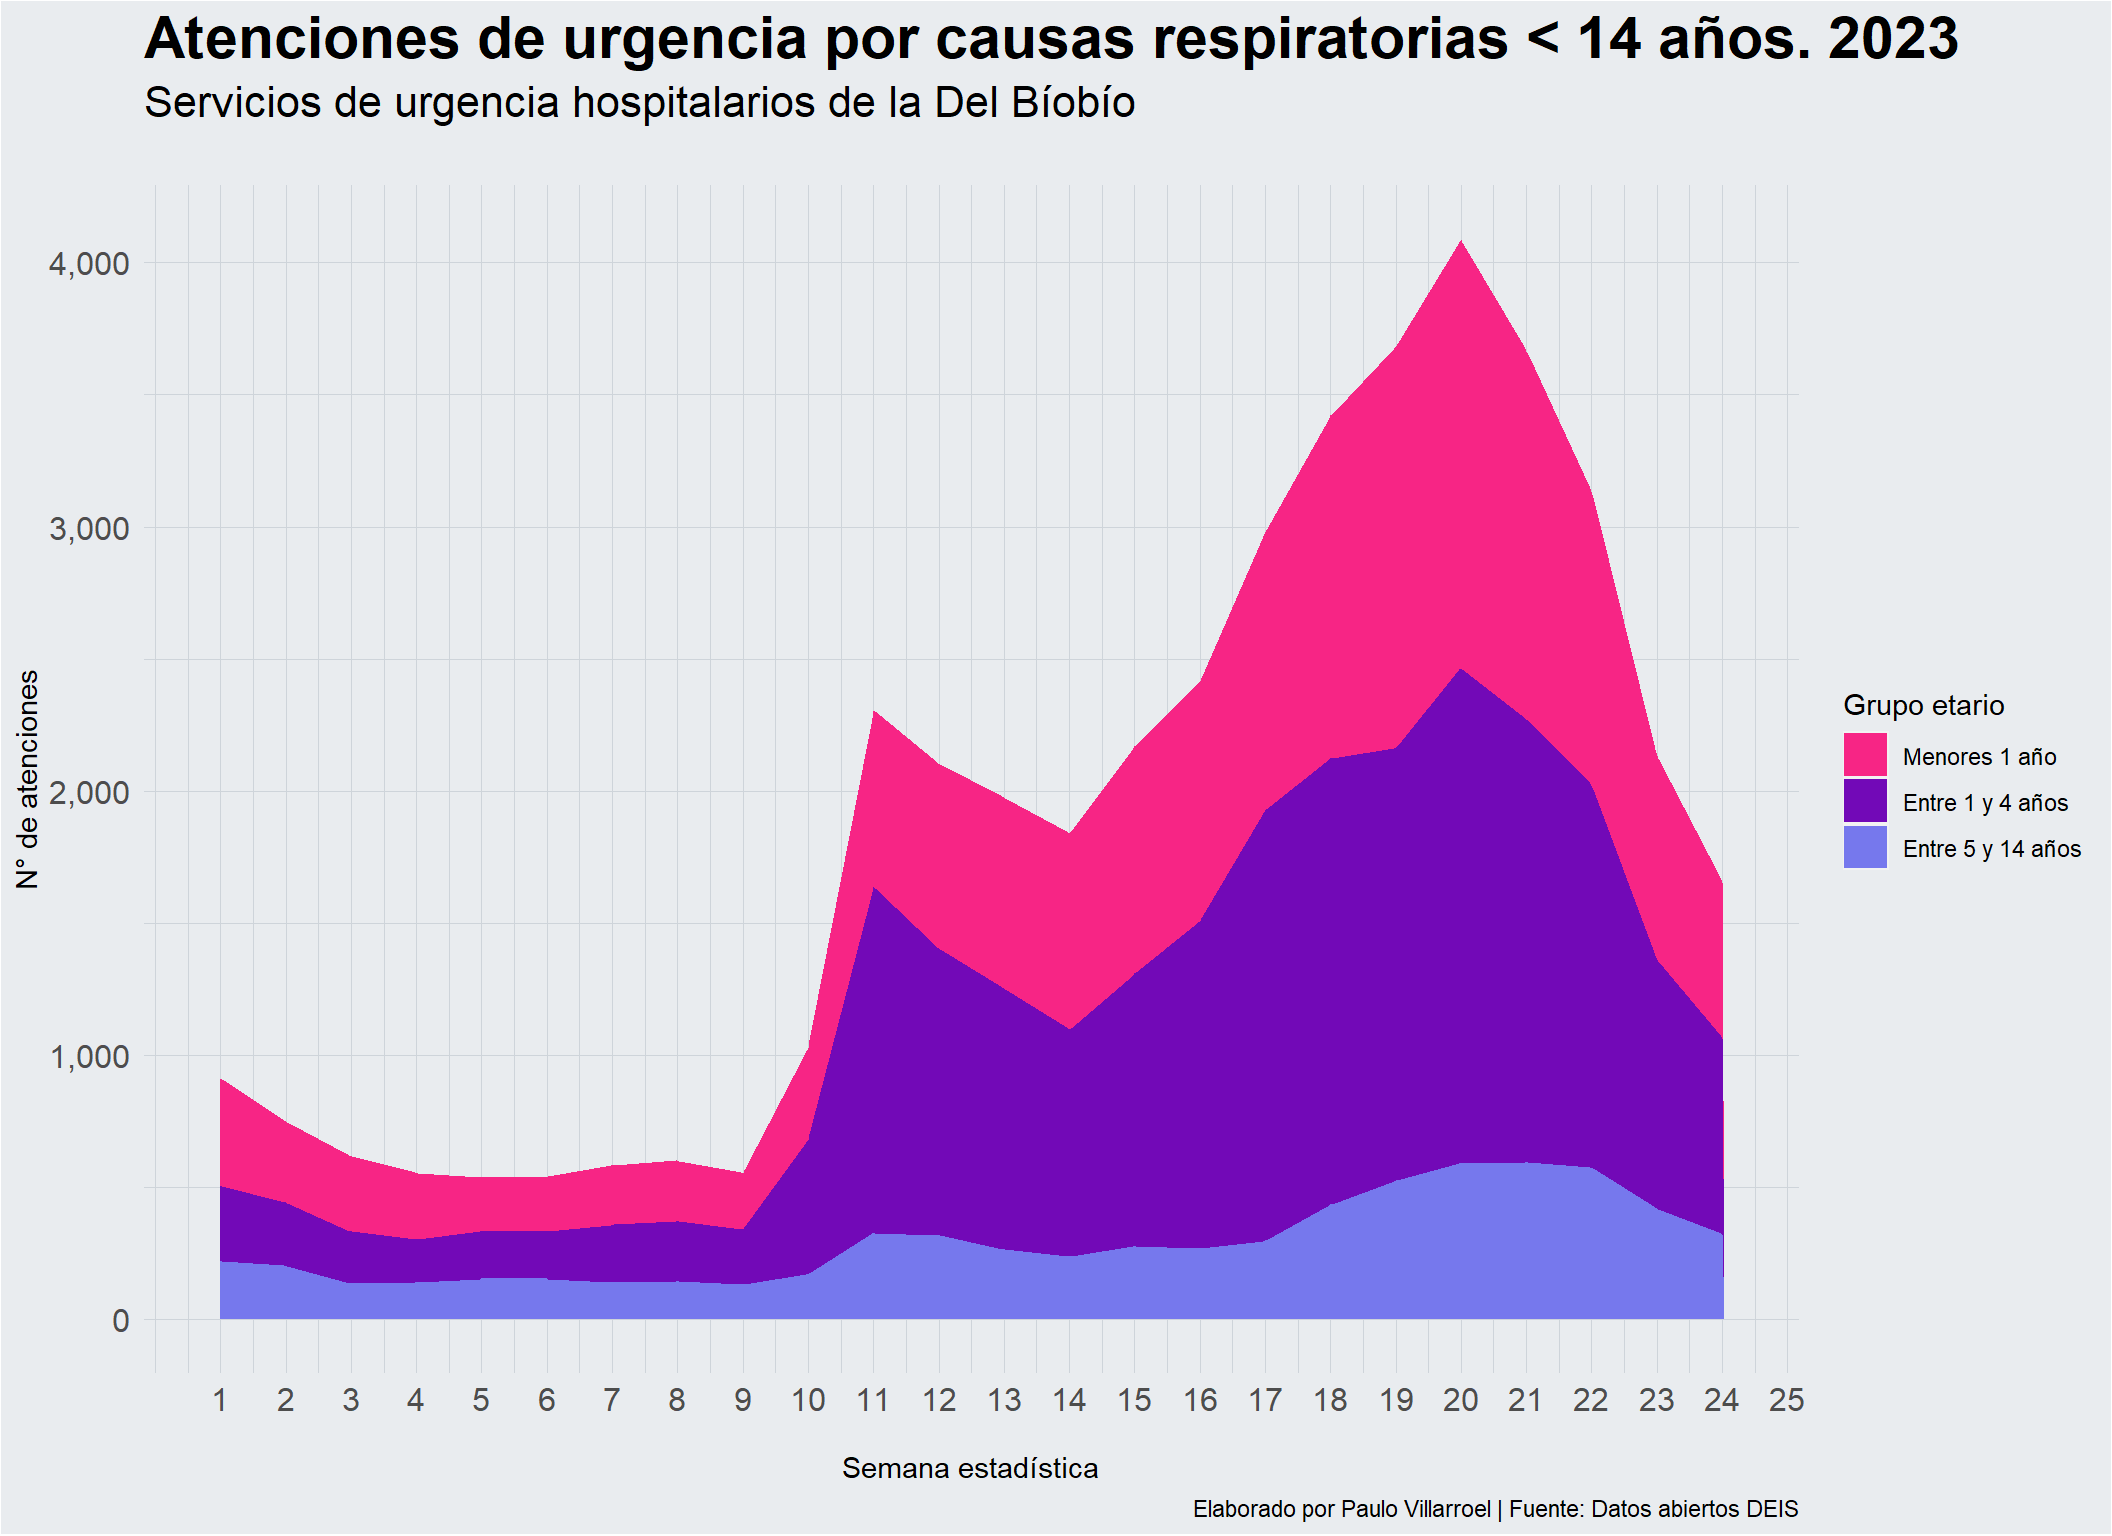 Atenciones de urgencia por causas respiratorias < 14 años. 2023
Servicios de urgencia hospitalarios de la Del Bíobío
4,000
3,000
2,000
1,000
0
N° de atenciones
1 2 3 4 5 6 7 8 9 10 11 12 13 14 15 16 17 18 19 20 21 22 23 24 25
Semana estadística
Grupo etario
Menores 1 año
Entre 1 y 4 años
Entre 5 y 14 años
Elaborado por Paulo Villarroel | Fuente: Datos abiertos DEIS